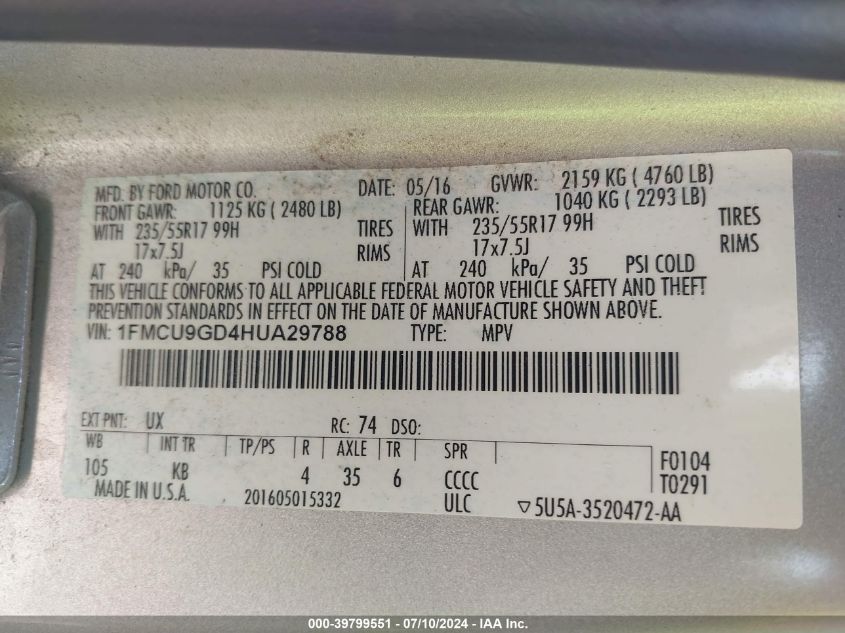 MFD. BY FORD MOTOR CO. DATE: 05/16 GVWR: 2159 KG ( 4760 LB)
FRONT GAWR: 1125 KG ( 2480 LB) REAR GAWR: 1040 KG ( 2293 LB)
WITH 235/55R17 99H TIRES WITH 235/55R17 99H TIRES
17x7.5J RIMS 17x7.5J RIMS
AT 240 kPa/ 35 PSI COLD AT 240 kPa/ 35 PSI COLD
THIS VEHICLE CONFORMS TO ALL APPLICABLE FEDERAL MOTOR VEHICLE SAFETY AND THEFT
PREVENTION STANDARDS IN EFFECT ON THE DATE OF MANUFACTURE SHOWN ABOVE.
VIN: 1FMCU9GD4HUA29788 TYPE: MPV
EXT PNT: UX RC: 74 DSO:
WB INT TR TP/PS R AXLE TR SPR F0104
105 KB 4 35 6 CCCC T0291
MADE IN U.S.A. 201605015332 ULC ▽5U5A-3520472-AA
000-39799551 - 07/10/2024 - IAA Inc.